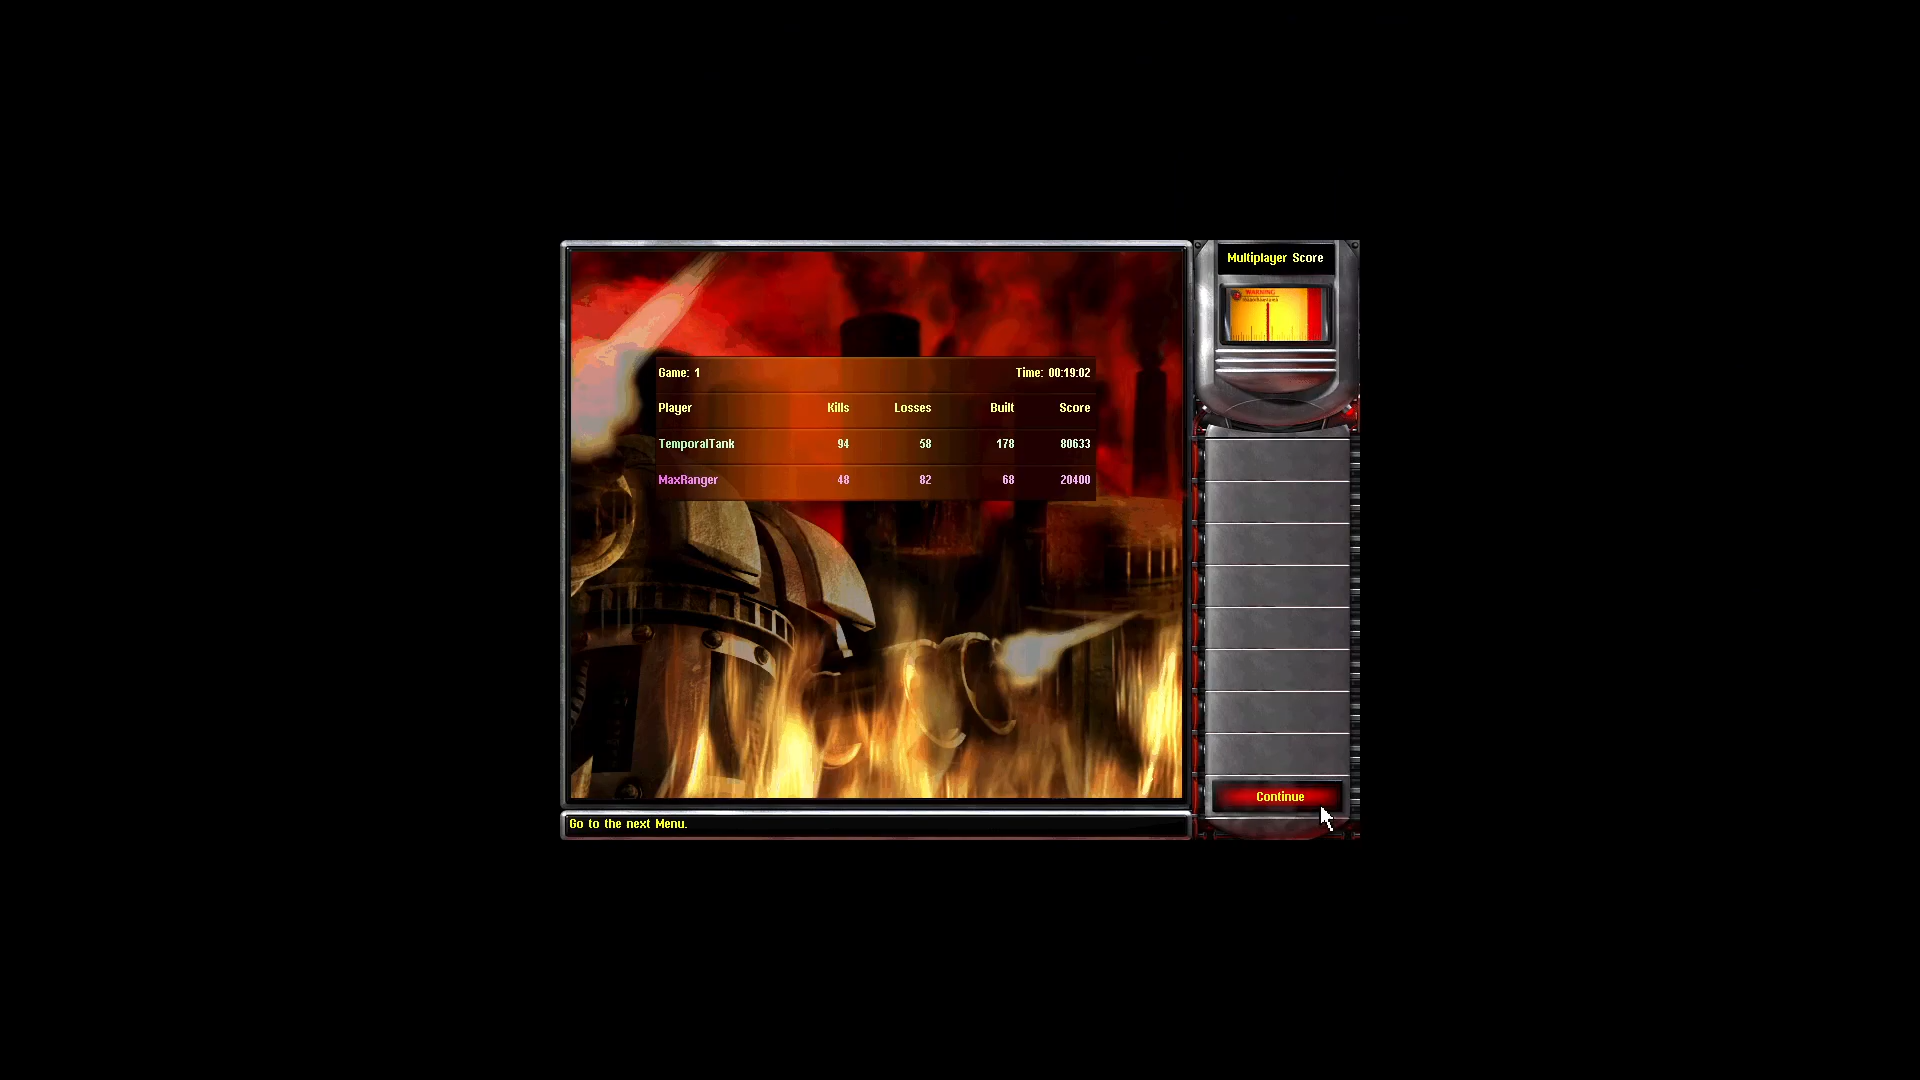 Multiplayer Score
WARNING
Game: 1 Time: 00:19:02
Player Kills Losses Built Score
TemporalTank 94 58 178 80633
MaxRanger 48 82 68 20400
Continue
Go to the next Menu.